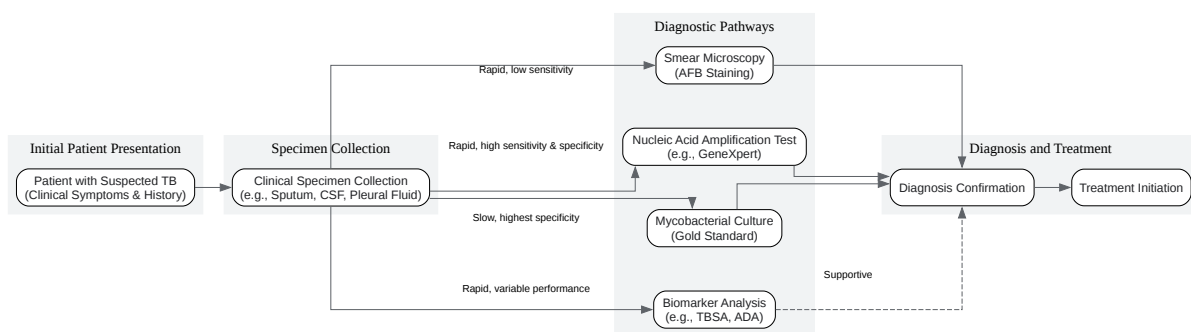 Initial Patient Presentation
Patient with Suspected TB
(Clinical Symptoms & History)
Specimen Collection
Clinical Specimen Collection
(e.g., Sputum, CSF, Pleural Fluid)
Rapid, low sensitivity
Rapid, high sensitivity & specificity
Slow, highest specificity
Rapid, variable performance
Diagnostic Pathways
Smear Microscopy
(AFB Staining)
Nucleic Acid Amplification Test
(e.g., GeneXpert)
Mycobacterial Culture
(Gold Standard)
Biomarker Analysis
(e.g., TBSA, ADA)
Supportive
Diagnosis and Treatment
Diagnosis Confirmation
Treatment Initiation